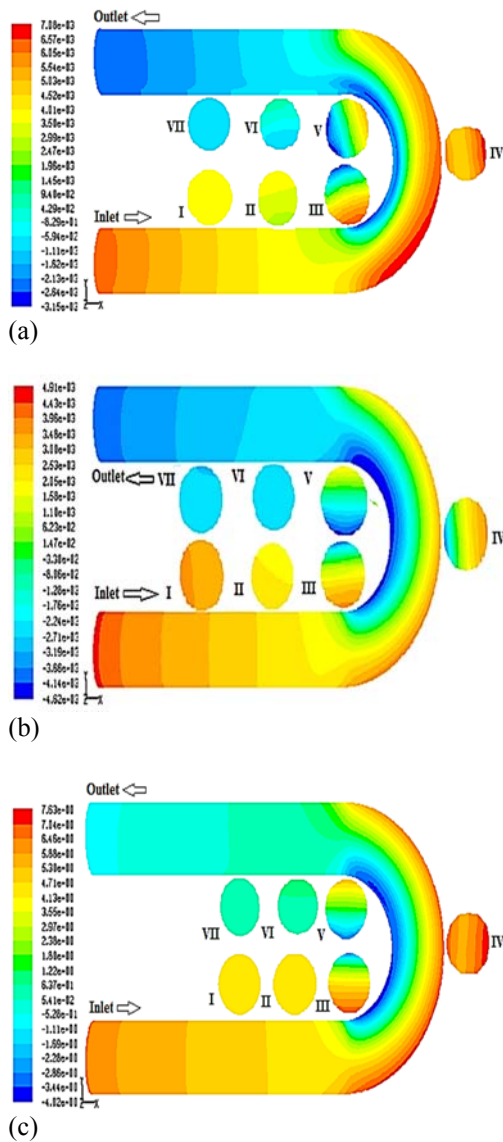 Outlet
7.08e+03
6.57e+03
6.05e+03
5.54e+03
5.03e+03
4.52e+03
4.01e+03
3.50e+03
2.99e+03
2.47e+03
1.96e+03
1.45e+03
9.40e+02
4.29e+02
-8.29e+01
-5.94e+02
-1.11e+03
-1.62e+03
-2.13e+03
-2.64e+03
-3.15e+03
VII VI V IV
Inlet
I II III
Z X
(a)
4.91e+03
4.43e+03
3.96e+03
3.48e+03
3.00e+03
2.53e+03
2.05e+03
1.58e+03
1.10e+03
6.23e+02
1.47e+02
-3.30e+02
-8.06e+02
-1.28e+03
-1.76e+03
-2.24e+03
-2.71e+03
-3.19e+03
-3.66e+03
-4.14e+03
-4.62e+03
Outlet VII VI V
IV
Inlet I II III
Z X
(b)
Outlet
7.63e+00
7.04e+00
6.46e+00
5.88e+00
5.30e+00
4.71e+00
4.13e+00
3.55e+00
2.97e+00
2.38e+00
1.80e+00
1.22e+00
6.37e-01
5.41e-02
-5.28e-01
-1.11e+00
-1.69e+00
-2.28e+00
-2.86e+00
-3.44e+00
-4.02e+00
VII VI V IV
I II III
Inlet
Z X
(c)